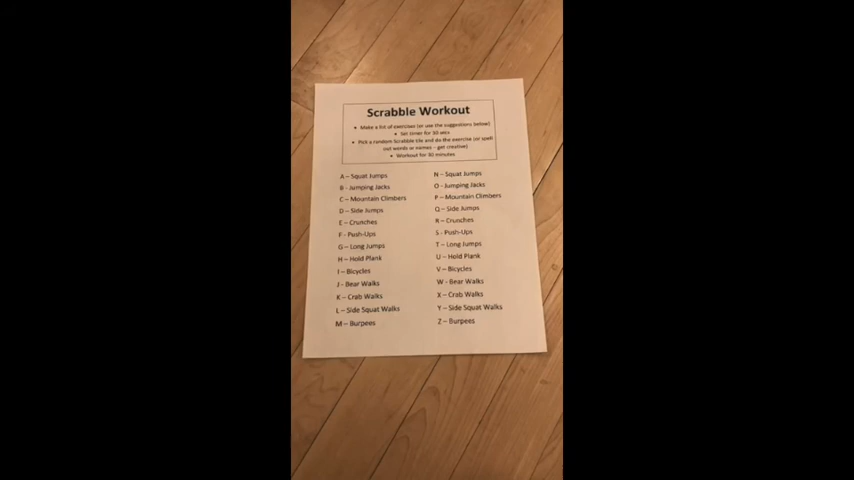 Scrabble Workout
• Make a list of exercises (or use the suggestions below)
• Set timer for 30 secs
• Pick a random Scrabble tile and do the exercise (or spell
out words or names – get creative)
• Workout for 30 minutes
A – Squat Jumps
B - Jumping Jacks
C – Mountain Climbers
D – Side Jumps
E – Crunches
F - Push-Ups
G – Long Jumps
H – Hold Plank
I – Bicycles
J - Bear Walks
K – Crab Walks
L – Side Squat Walks
M – Burpees
N – Squat Jumps
O - Jumping Jacks
P – Mountain Climbers
Q – Side Jumps
R – Crunches
S - Push-Ups
T – Long Jumps
U – Hold Plank
V – Bicycles
W - Bear Walks
X – Crab Walks
Y – Side Squat Walks
Z – Burpees